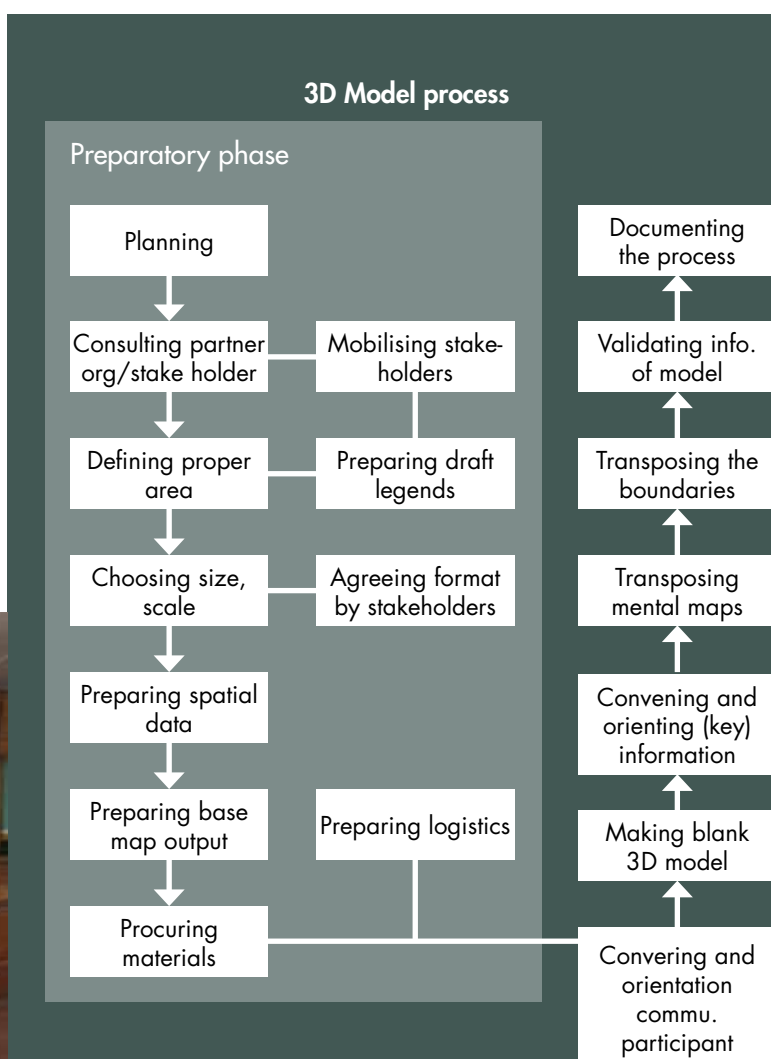 3D Model process
Preparatory phase
Planning
Consulting partner
org/stake holder
Mobilising stake-
holders
Defining proper
area
Preparing draft
legends
Choosing size,
scale
Agreeing format
by stakeholders
Preparing spatial
data
Preparing base
map output
Preparing logistics
Procuring
materials
Documenting
the process
Validating info.
of model
Transposing the
boundaries
Transposing
mental maps
Convening and
orienting (key)
information
Making blank
3D model
Convering and
orientation
commu.
participant